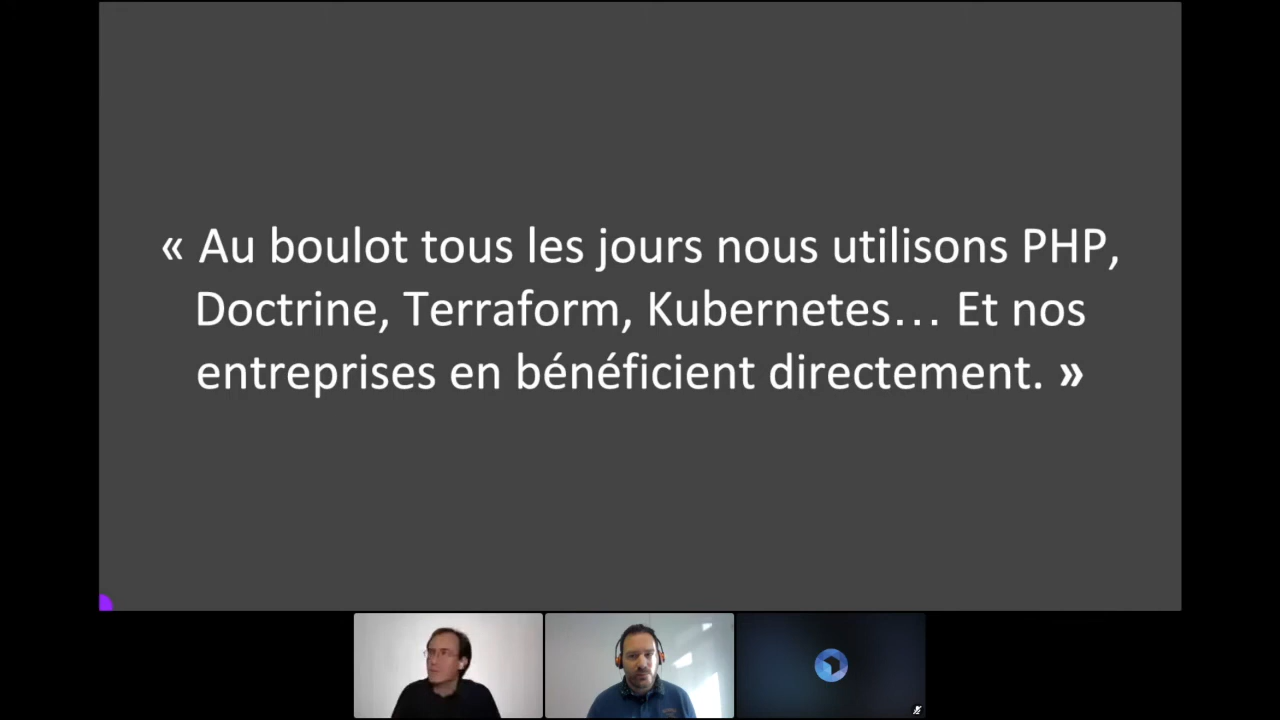 « Au boulot tous les jours nous utilisons PHP,
Doctrine, Terraform, Kubernetes… Et nos
entreprises en bénéficient directement. »